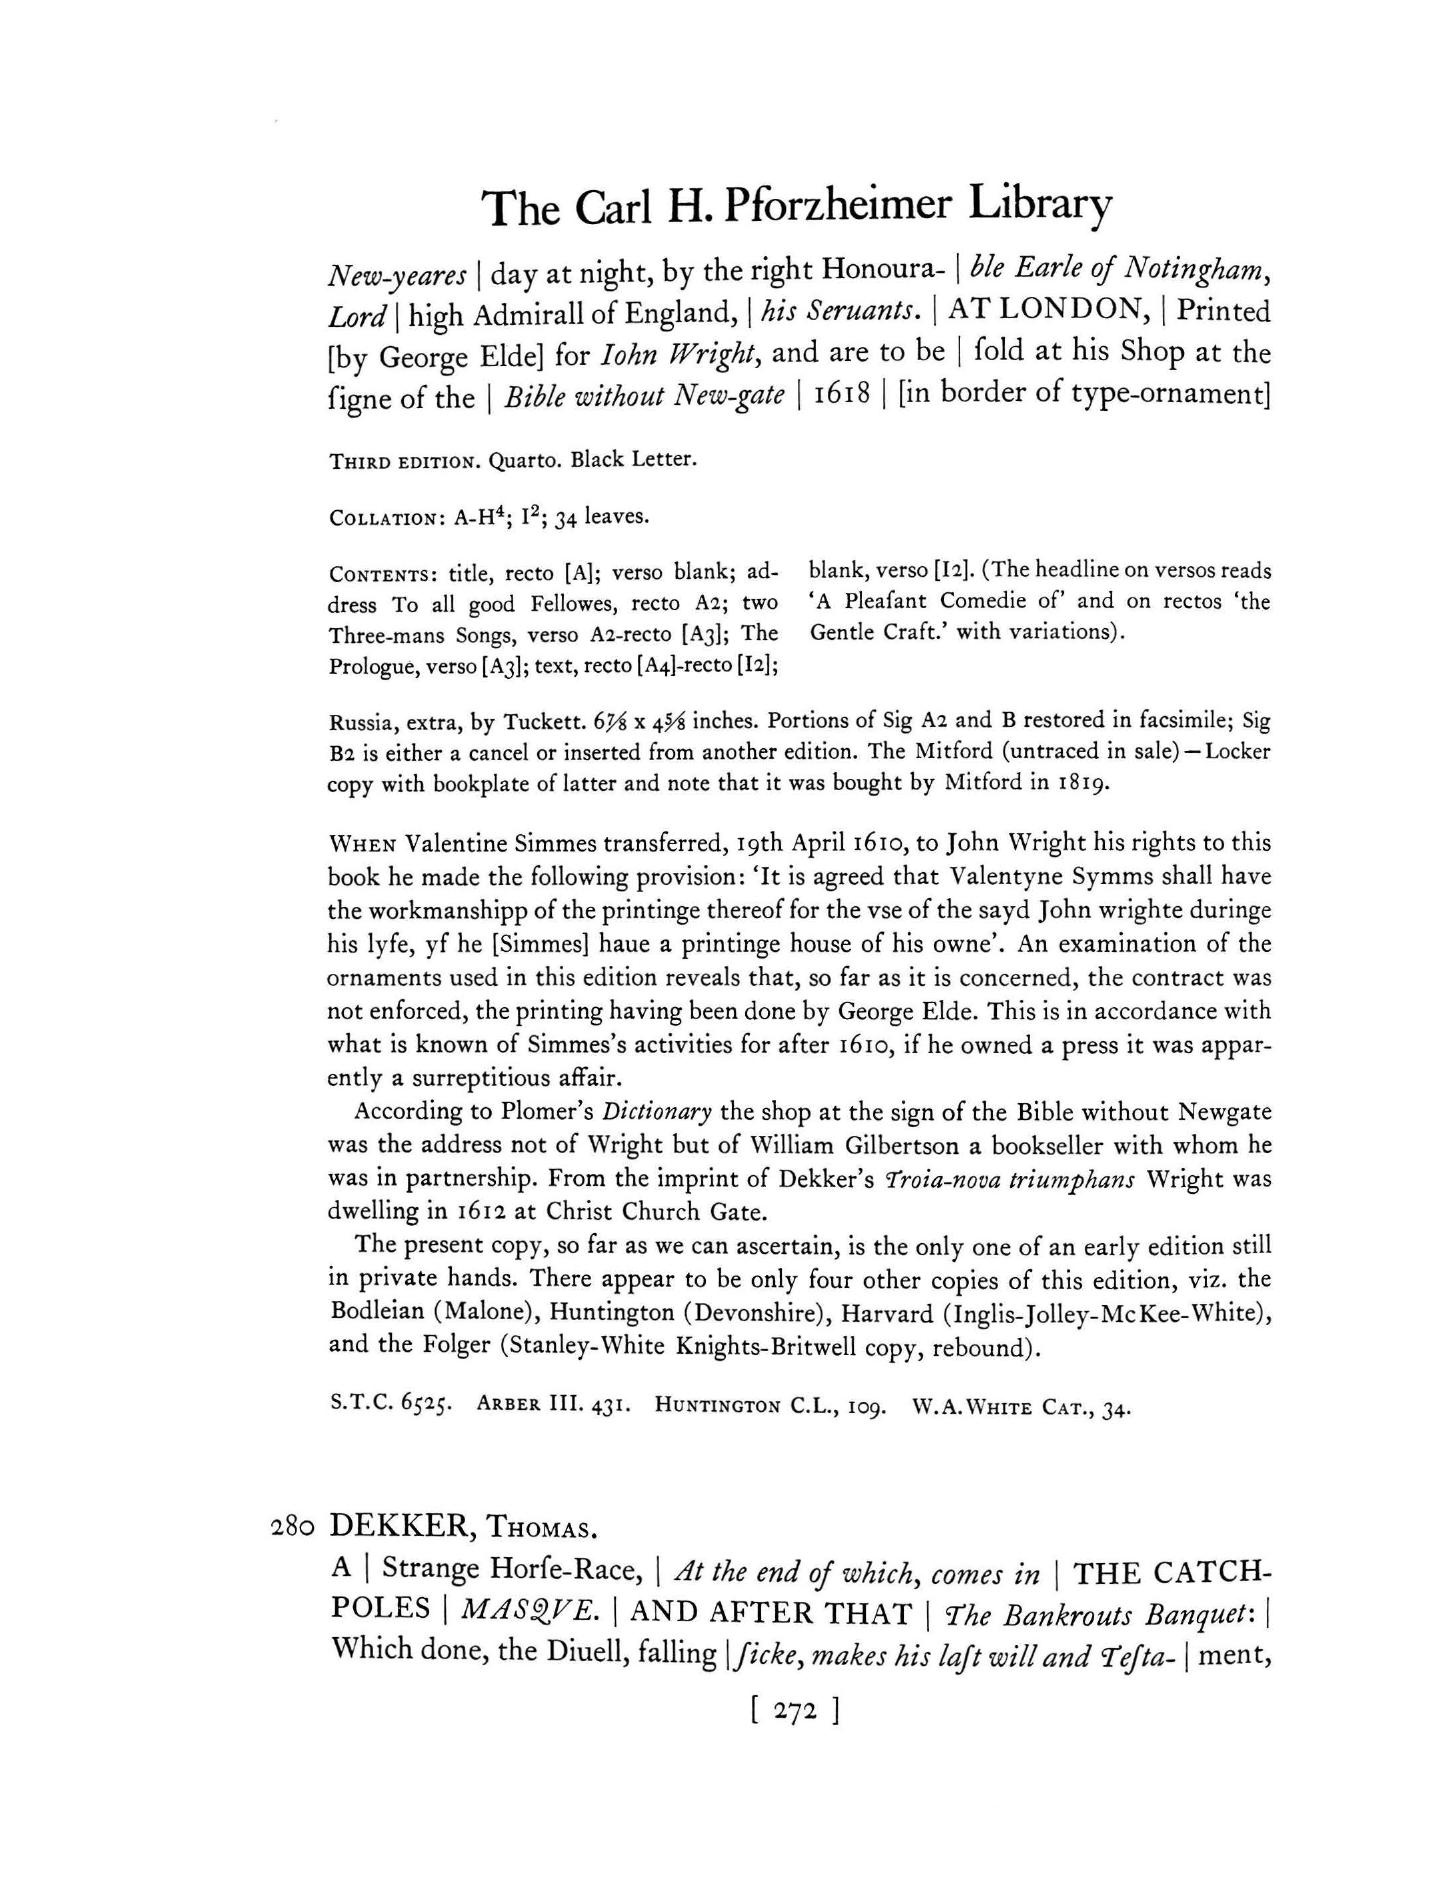 The Carl H. Pforzheimer Library
New-yeares | day at night, by the right Honoura- | ble Earle of Notingham,
Lord | high Admirall of England, | his Seruants. | AT LONDON, | Printed
[by George Elde] for Iohn Wright, and are to be | ſold at his Shop at the
ſigne of the | Bible without New-gate | 1618 | [in border of type-ornament]
THIRD EDITION. Quarto. Black Letter.
COLLATION: A-H⁴; I²; 34 leaves.
CONTENTS: title, recto [A]; verso blank; ad-
dress To all good Fellowes, recto A2; two
Three-mans Songs, verso A2-recto [A3]; The
Prologue, verso [A3]; text, recto [A4]-recto [I2];
blank, verso [I2]. (The headline on versos reads
‘A Pleaſant Comedie of’ and on rectos ‘the
Gentle Craft.’ with variations).
Russia, extra, by Tuckett. 6⅞ x 4⅝ inches. Portions of Sig A2 and B restored in facsimile; Sig
B2 is either a cancel or inserted from another edition. The Mitford (untraced in sale)—Locker
copy with bookplate of latter and note that it was bought by Mitford in 1819.
WHEN Valentine Simmes transferred, 19th April 1610, to John Wright his rights to this
book he made the following provision: ‘It is agreed that Valentyne Symms shall have
the workmanshipp of the printinge thereof for the vse of the sayd John wrighte duringe
his lyfe, yf he [Simmes] haue a printinge house of his owne’. An examination of the
ornaments used in this edition reveals that, so far as it is concerned, the contract was
not enforced, the printing having been done by George Elde. This is in accordance with
what is known of Simmes’s activities for after 1610, if he owned a press it was appar-
ently a surreptitious affair.
According to Plomer’s Dictionary the shop at the sign of the Bible without Newgate
was the address not of Wright but of William Gilbertson a bookseller with whom he
was in partnership. From the imprint of Dekker’s Troia-nova triumphans Wright was
dwelling in 1612 at Christ Church Gate.
The present copy, so far as we can ascertain, is the only one of an early edition still
in private hands. There appear to be only four other copies of this edition, viz. the
Bodleian (Malone), Huntington (Devonshire), Harvard (Inglis-Jolley-McKee-White),
and the Folger (Stanley-White Knights-Britwell copy, rebound).
S.T.C. 6525. ARBER III. 431. HUNTINGTON C.L., 109. W.A.WHITE CAT., 34.
280 DEKKER, THOMAS.
A | Strange Horſe-Race, | At the end of which, comes in | THE CATCH-
POLES | MASQVE. | AND AFTER THAT | The Bankrouts Banquet: |
Which done, the Diuell, falling | ſicke, makes his laſt will and Teſta- | ment,
[ 272 ]